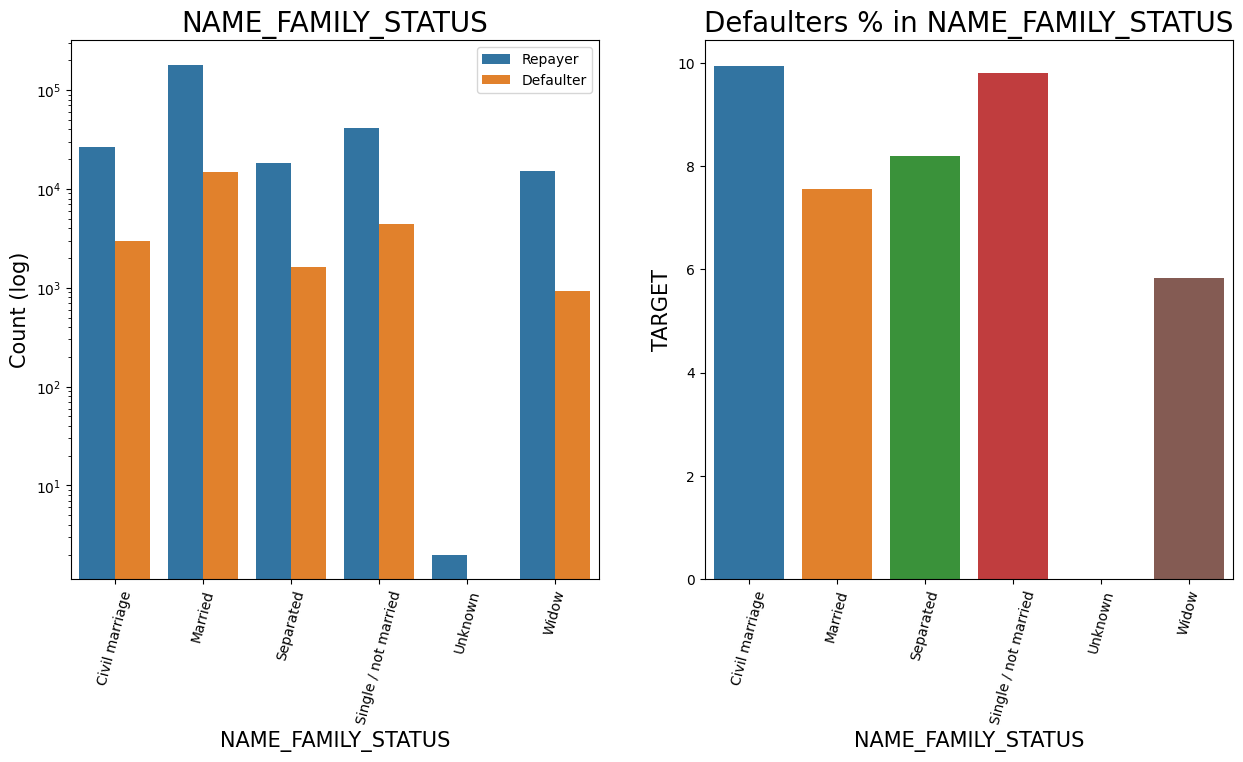 NAME_FAMILY_STATUS
Repayer
Defaulter
Count (log)
10^5
10^4
10^3
10^2
10^1
Civil marriage
Married
Separated
Single / not married
Unknown
Widow
NAME_FAMILY_STATUS
Defaulters % in NAME_FAMILY_STATUS
TARGET
10
8
6
4
2
0
Civil marriage
Married
Separated
Single / not married
Unknown
Widow
NAME_FAMILY_STATUS